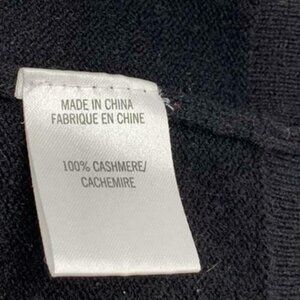 MADE IN CHINA
FABRIQUE EN CHINE
100% CASHMERE/
CACHEMIRE